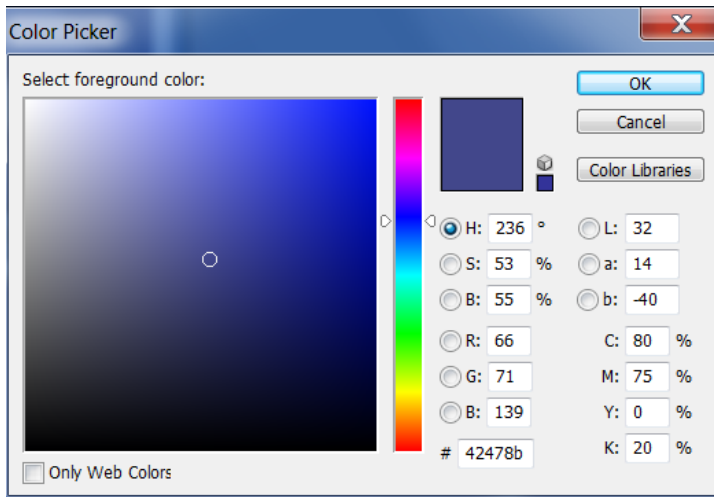 Color Picker
X
Select foreground color:
OK
Cancel
Color Libraries
H: 236 ° L: 32
S: 53 % a: 14
B: 55 % b: -40
R: 66 C: 80 %
G: 71 M: 75 %
B: 139 Y: 0 %
# 42478b K: 20 %
Only Web Colors